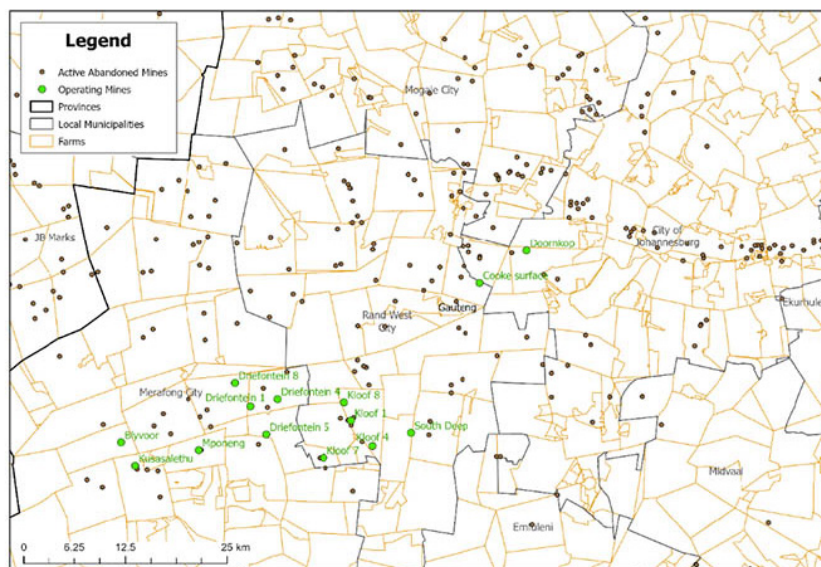 Legend
Active Abandoned Mines
Operating Mines
Provinces
Local Municipalities
Farms
Mogale City
JB Marks
City of
Johannesburg
Doornkop
Cooke surface
Ekurhule
Gauteng
Rand West
City
Merafong City
Driefontein 8
Driefontein 1
Driefontein 4
Kloof 8
Kloof 1
Driefontein 5
Kloof 4
South Deep
Blyvoor
Mponeng
Kloof 7
Kusasalethu
Midvaal
Emfuleni
0
6.25
12.5
25 km